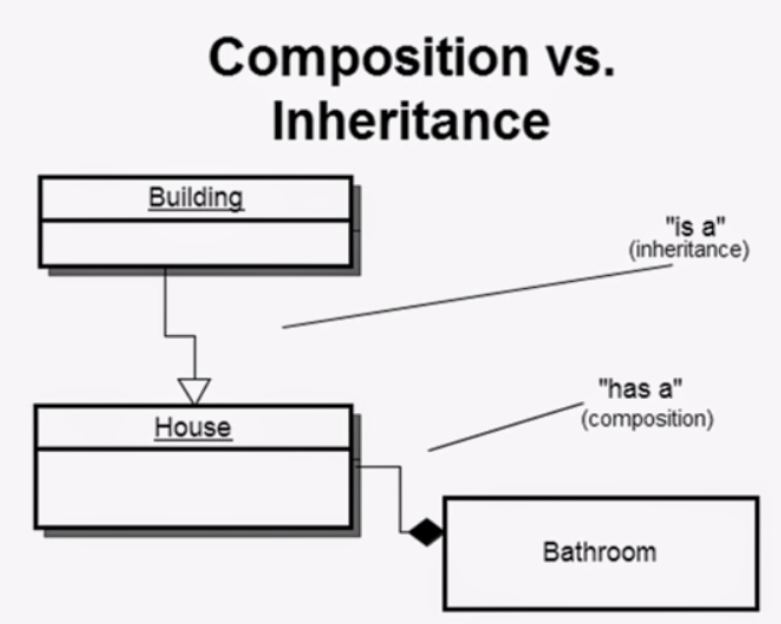 Composition vs.
Inheritance
Building
"is a"
(inheritance)
House
"has a"
(composition)
Bathroom